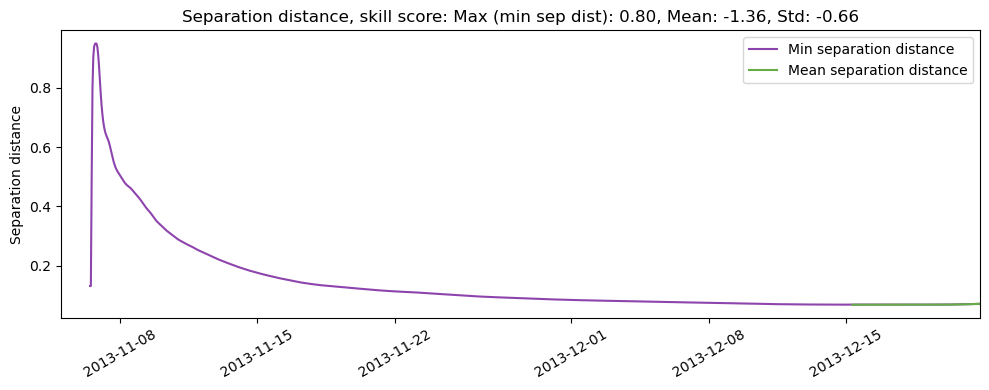 Separation distance, skill score: Max (min sep dist): 0.80, Mean: -1.36, Std: -0.66
Min separation distance
Mean separation distance
Separation distance
0.8
0.6
0.4
0.2
2013-11-08
2013-11-15
2013-11-22
2013-12-01
2013-12-08
2013-12-15